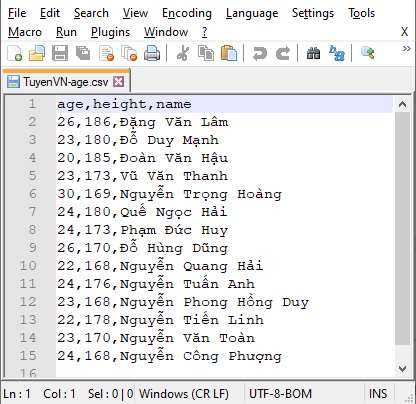 File Edit Search View Encoding Language Settings Tools
Macro Run Plugins Window ? X
TuyenVN-age.csv
1 age,height,name
2 26,186,Đặng Văn Lâm
3 23,180,Đỗ Duy Mạnh
4 20,185,Đoàn Văn Hậu
5 23,173,Vũ Văn Thanh
6 30,169,Nguyễn Trọng Hoàng
7 24,180,Quế Ngọc Hải
8 24,173,Phạm Đức Huy
9 26,170,Đỗ Hùng Dũng
10 22,168,Nguyễn Quang Hải
11 24,176,Nguyễn Tuấn Anh
12 23,168,Nguyễn Phong Hồng Duy
13 22,178,Nguyễn Tiến Linh
14 23,170,Nguyễn Văn Toàn
15 24,168,Nguyễn Công Phượng
16
Ln : 1 Col : 1 Sel : 0 | 0 Windows (CR LF) UTF-8-BOM INS